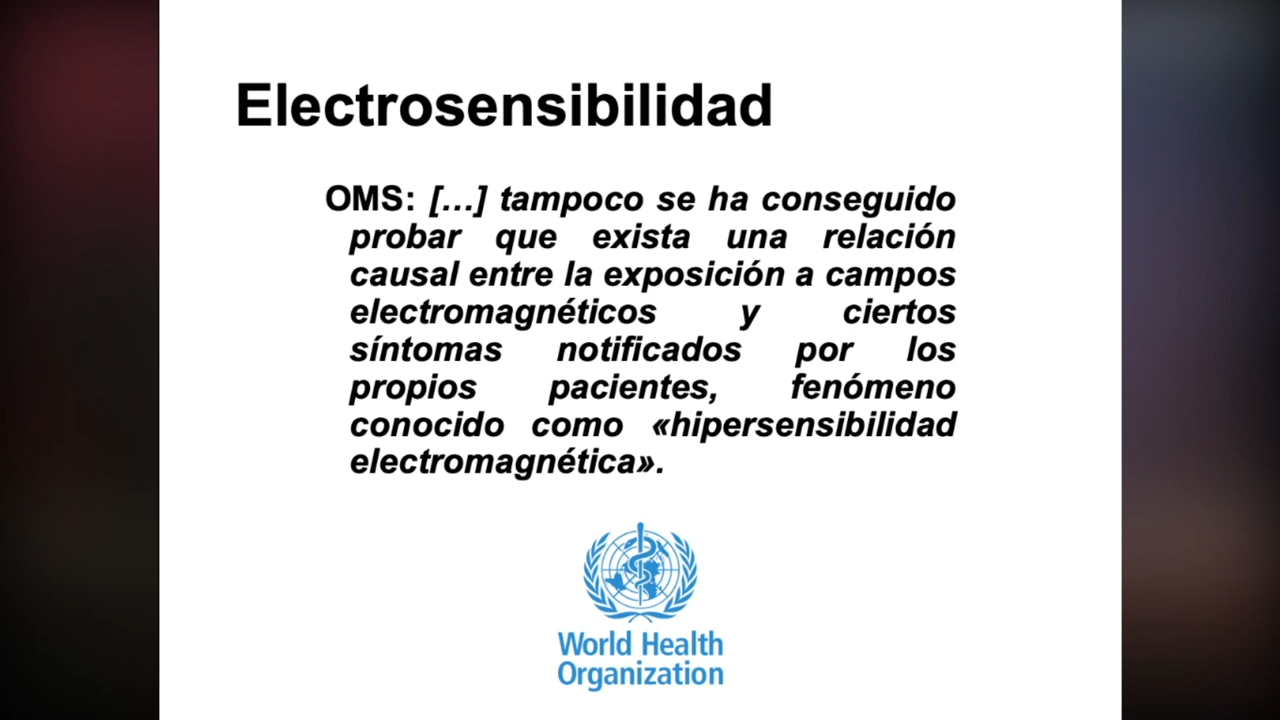 Electrosensibilidad
OMS: [...] tampoco se ha conseguido
probar que exista una relación
causal entre la exposición a campos
electromagnéticos y ciertos
síntomas notificados por los
propios pacientes, fenómeno
conocido como «hipersensibilidad
electromagnética».
World Health
Organization